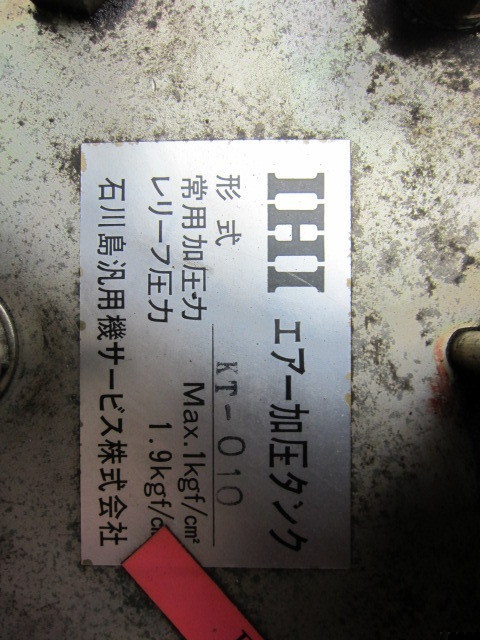 IHI エアー加圧タンク
形式 KT-010
常用加圧力 Max.1kgf/cm²
レリーフ圧力 1.9kgf/c
石川島汎用機サービス株式会社